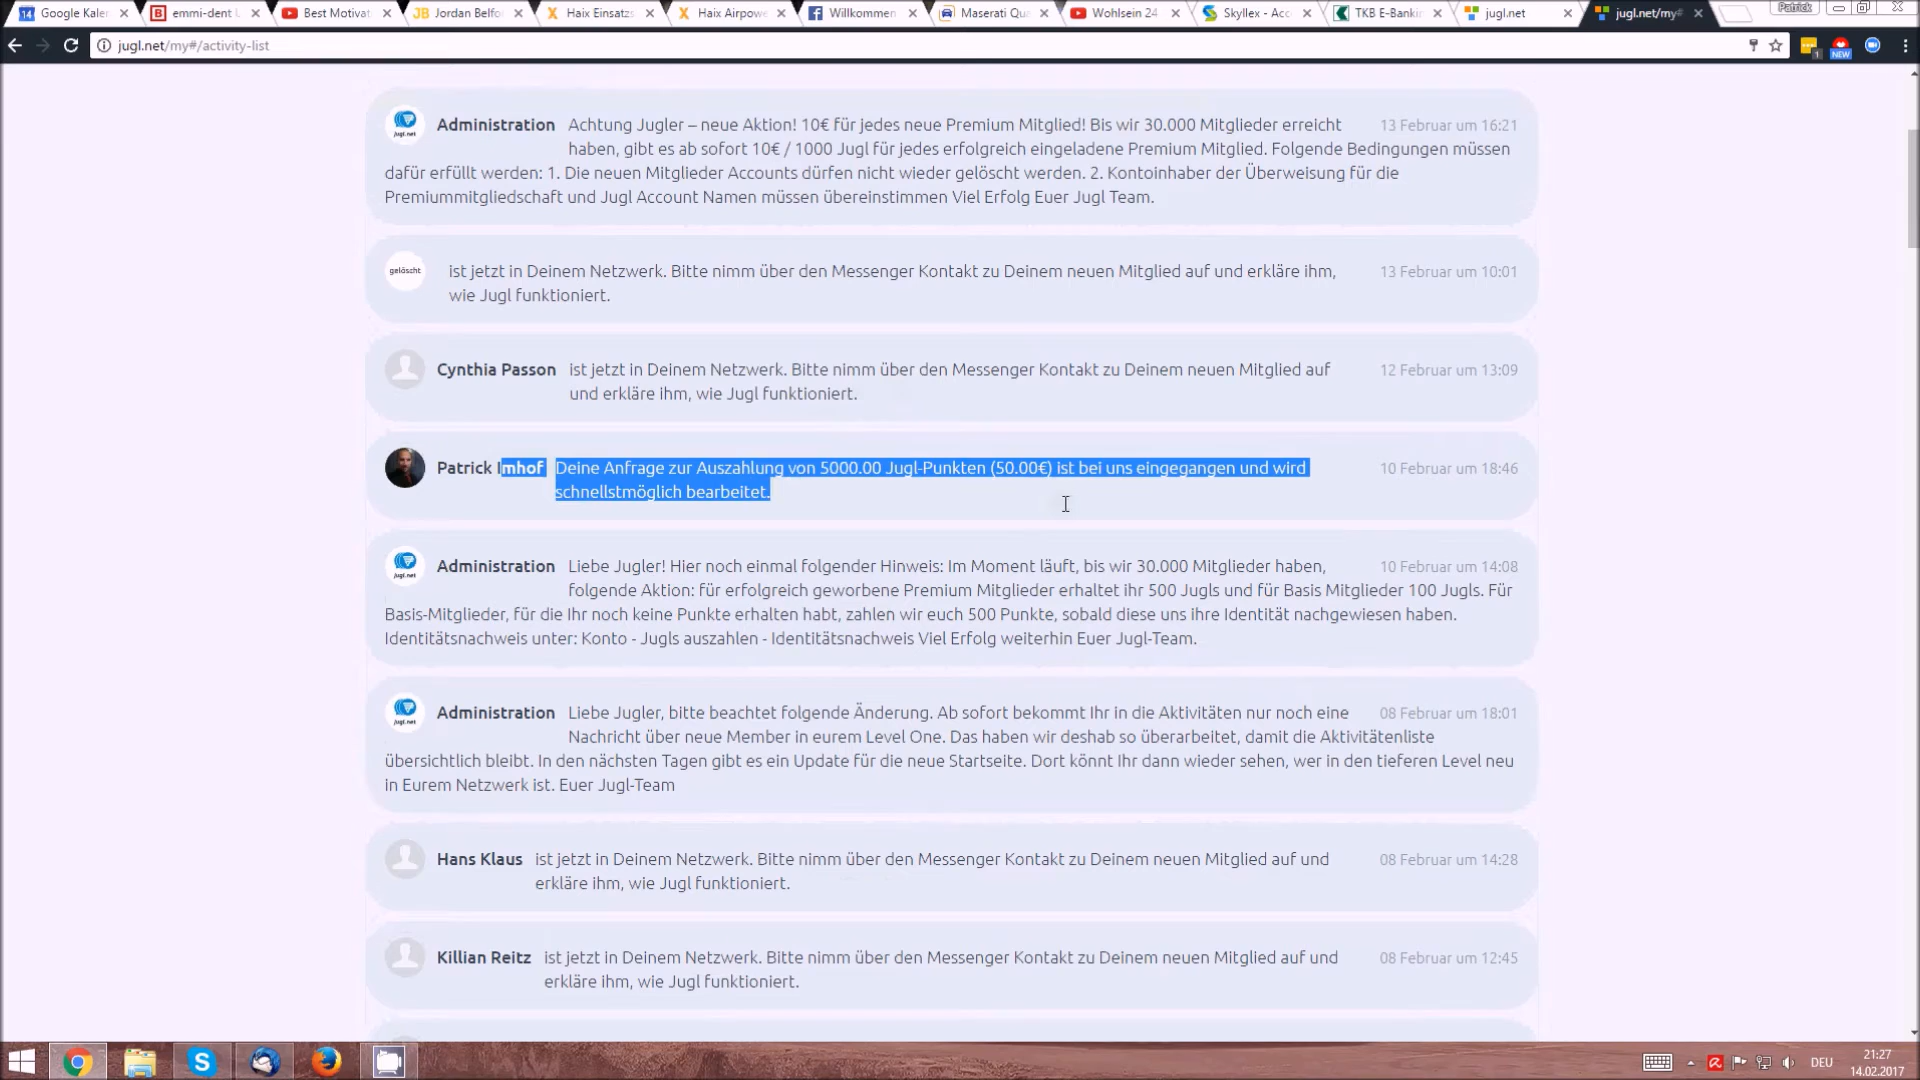 Google Kaler
emmi-dent U
Best Motivat
Jordan Belfo
Haix Einsatzs
Haix Airpowe
Willkommen
Maserati Qua
Wohlsein 24
Skyllex - Acc
TKB E-Banki
jugl.net
jugl.net/my#
Patrick
jugl.net/my#/activity-list
Administration Achtung Jugler – neue Aktion! 10€ für jedes neue Premium Mitglied! Bis wir 30.000 Mitglieder erreicht 13 Februar um 16:21
haben, gibt es ab sofort 10€ / 1000 Jugl für jedes erfolgreich eingeladene Premium Mitglied. Folgende Bedingungen müssen
dafür erfüllt werden: 1. Die neuen Mitglieder Accounts dürfen nicht wieder gelöscht werden. 2. Kontoinhaber der Überweisung für die
Premiummitgliedschaft und Jugl Account Namen müssen übereinstimmen Viel Erfolg Euer Jugl Team.
gelöscht ist jetzt in Deinem Netzwerk. Bitte nimm über den Messenger Kontakt zu Deinem neuen Mitglied auf und erkläre ihm, 13 Februar um 10:01
wie Jugl funktioniert.
Cynthia Passon ist jetzt in Deinem Netzwerk. Bitte nimm über den Messenger Kontakt zu Deinem neuen Mitglied auf 12 Februar um 13:09
und erkläre ihm, wie Jugl funktioniert.
Patrick Imhof Deine Anfrage zur Auszahlung von 5000.00 Jugl-Punkten (50.00€) ist bei uns eingegangen und wird 10 Februar um 18:46
schnellstmöglich bearbeitet.
Administration Liebe Jugler! Hier noch einmal folgender Hinweis: Im Moment läuft, bis wir 30.000 Mitglieder haben, 10 Februar um 14:08
folgende Aktion: für erfolgreich geworbene Premium Mitglieder erhaltet ihr 500 Jugls und für Basis Mitglieder 100 Jugls. Für
Basis-Mitglieder, für die Ihr noch keine Punkte erhalten habt, zahlen wir euch 500 Punkte, sobald diese uns ihre Identität nachgewiesen haben.
Identitätsnachweis unter: Konto - Jugls auszahlen - Identitätsnachweis Viel Erfolg weiterhin Euer Jugl-Team.
Administration Liebe Jugler, bitte beachtet folgende Änderung. Ab sofort bekommt Ihr in die Aktivitäten nur noch eine 08 Februar um 18:01
Nachricht über neue Member in eurem Level One. Das haben wir deshab so überarbeitet, damit die Aktivitätenliste
übersichtlich bleibt. In den nächsten Tagen gibt es ein Update für die neue Startseite. Dort könnt Ihr dann wieder sehen, wer in den tieferen Level neu
in Eurem Netzwerk ist. Euer Jugl-Team
Hans Klaus ist jetzt in Deinem Netzwerk. Bitte nimm über den Messenger Kontakt zu Deinem neuen Mitglied auf und 08 Februar um 14:28
erkläre ihm, wie Jugl funktioniert.
Killian Reitz ist jetzt in Deinem Netzwerk. Bitte nimm über den Messenger Kontakt zu Deinem neuen Mitglied auf und 08 Februar um 12:45
erkläre ihm, wie Jugl funktioniert.
DEU
21:27
14.02.2017